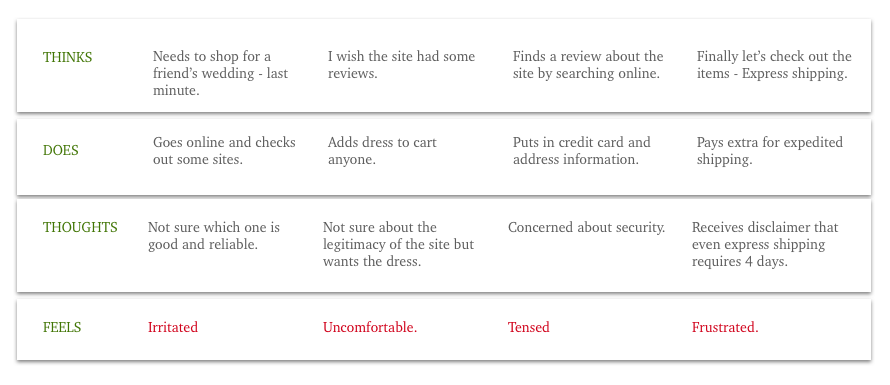 THINKS
Needs to shop for a
friend’s wedding - last
minute.
I wish the site had some
reviews.
Finds a review about the
site by searching online.
Finally let’s check out the
items - Express shipping.
DOES
Goes online and checks
out some sites.
Adds dress to cart
anyone.
Puts in credit card and
address information.
Pays extra for expedited
shipping.
THOUGHTS
Not sure which one is
good and reliable.
Not sure about the
legitimacy of the site but
wants the dress.
Concerned about security.
Receives disclaimer that
even express shipping
requires 4 days.
FEELS
Irritated
Uncomfortable.
Tensed
Frustrated.